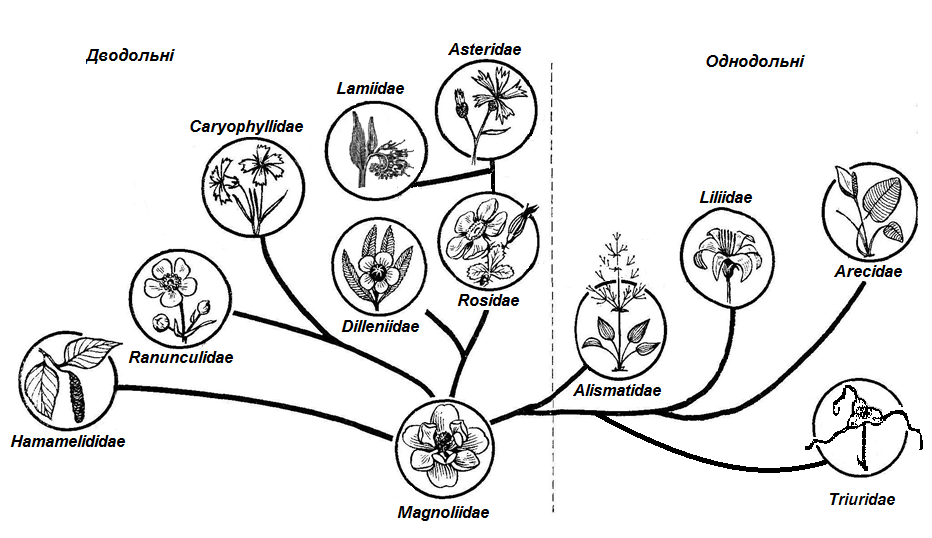 Дводольні
Однодольні
Asteridae
Lamiidae
Caryophyllidae
Liliidae
Arecidae
Rosidae
Dilleniidae
Ranunculidae
Alismatidae
Hamamelididae
Magnoliidae
Triuridae